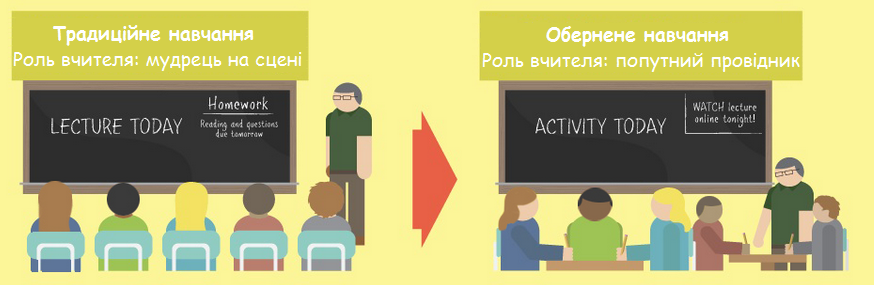 Традиційне навчання
Роль вчителя: мудрець на сцені
LECTURE TODAY
Homework
Reading and questions
due tomorrow
Обернене навчання
Роль вчителя: попутний провідник
ACTIVITY TODAY
WATCH lecture
online tonight!